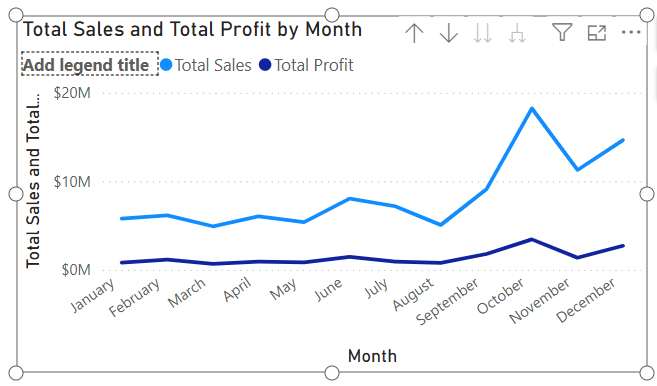 Total Sales and Total Profit by Month
Add legend title Total Sales Total Profit
Total Sales and Total...
$20M
$10M
$0M
January February March April May June July August September October November December
Month